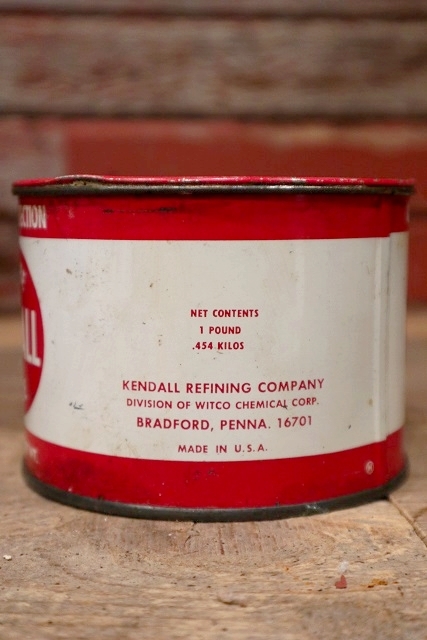 NET CONTENTS
1 POUND
.454 KILOS
KENDALL REFINING COMPANY
DIVISION OF WITCO CHEMICAL CORP.
BRADFORD, PENNA. 16701
MADE IN U.S.A.
®